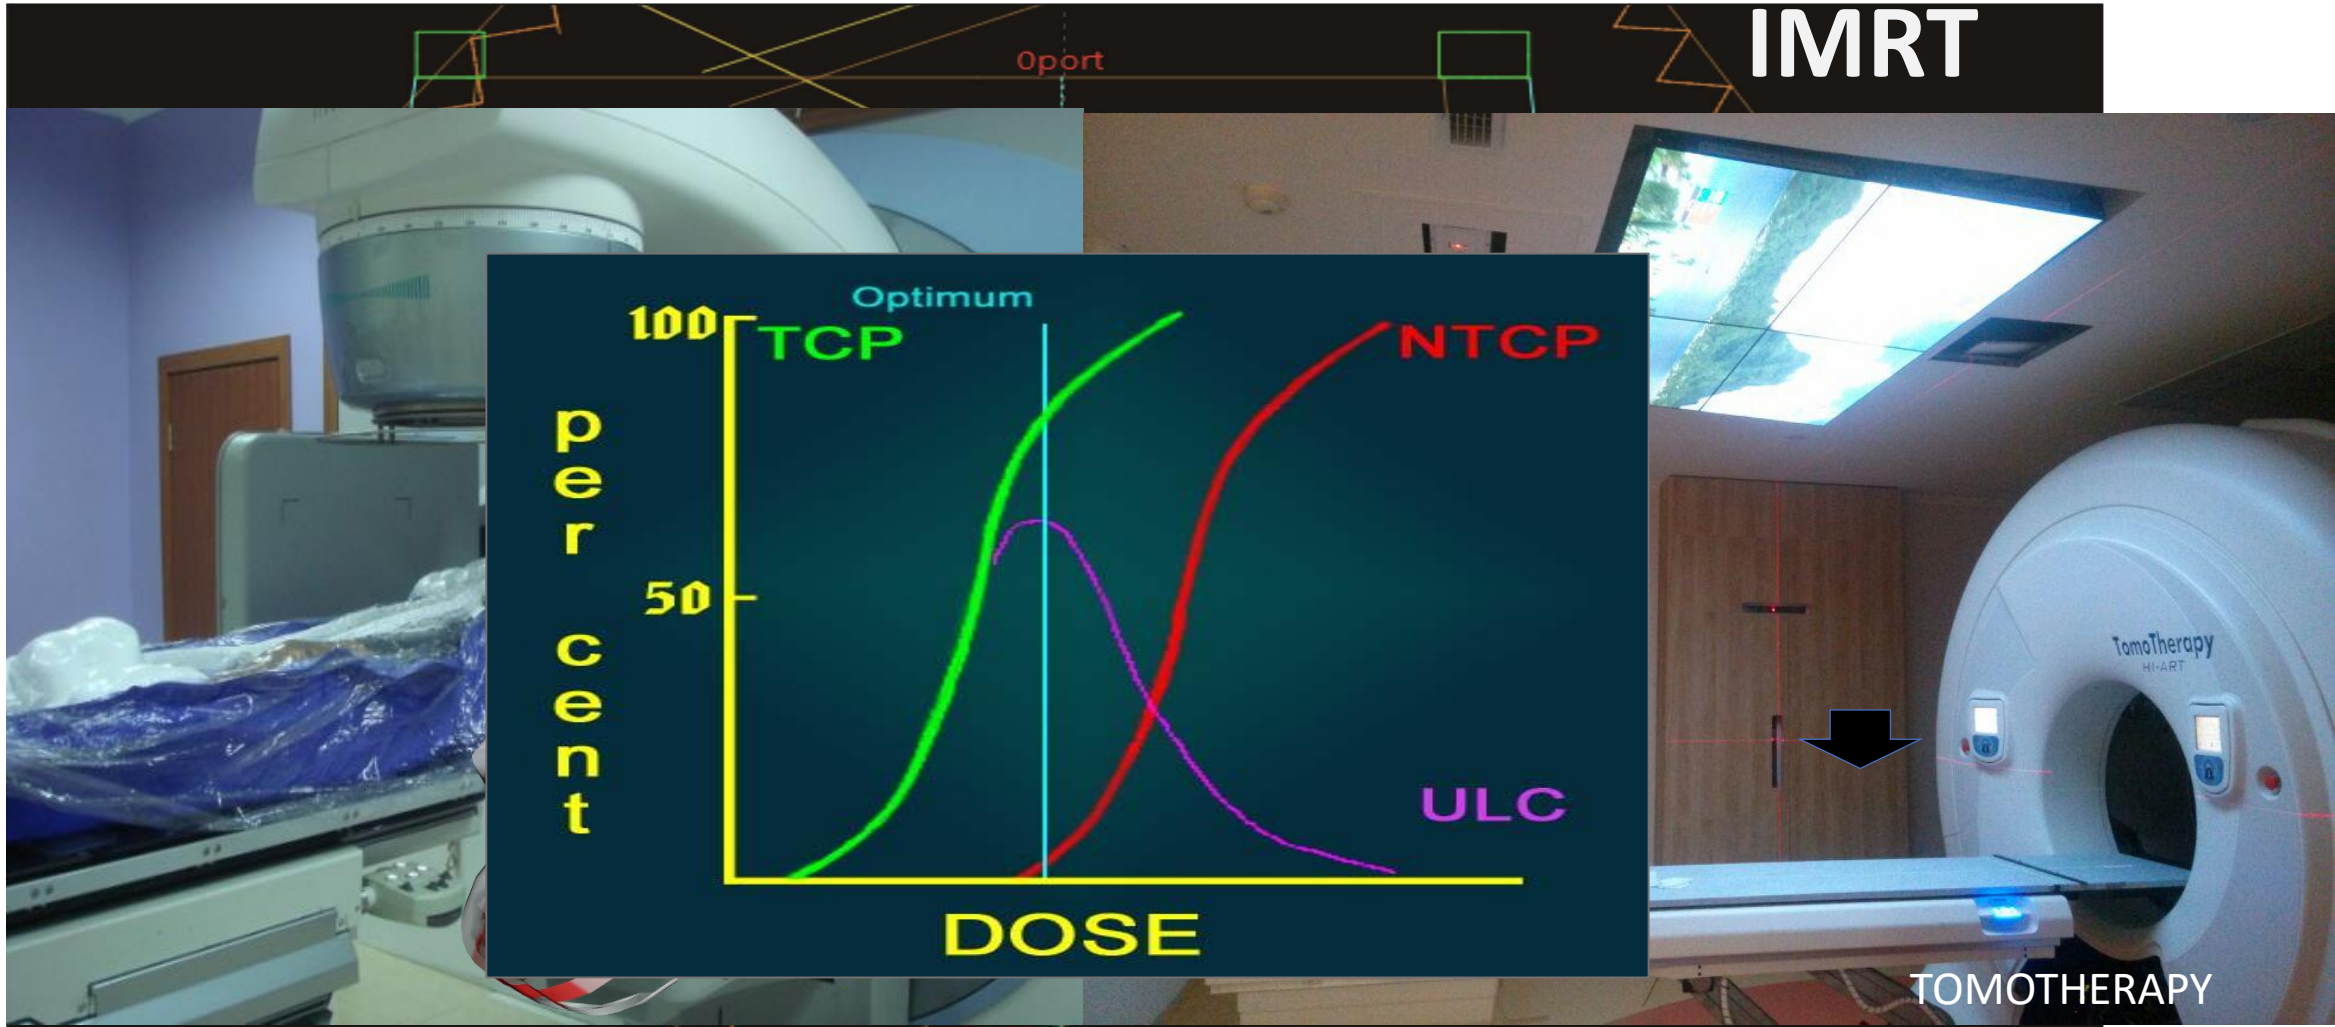 IMRT
0port
Optimum
100
TCP
NTCP
per cent
50
ULC
DOSE
TomoTherapy
HI-ART
TOMOTHERAPY